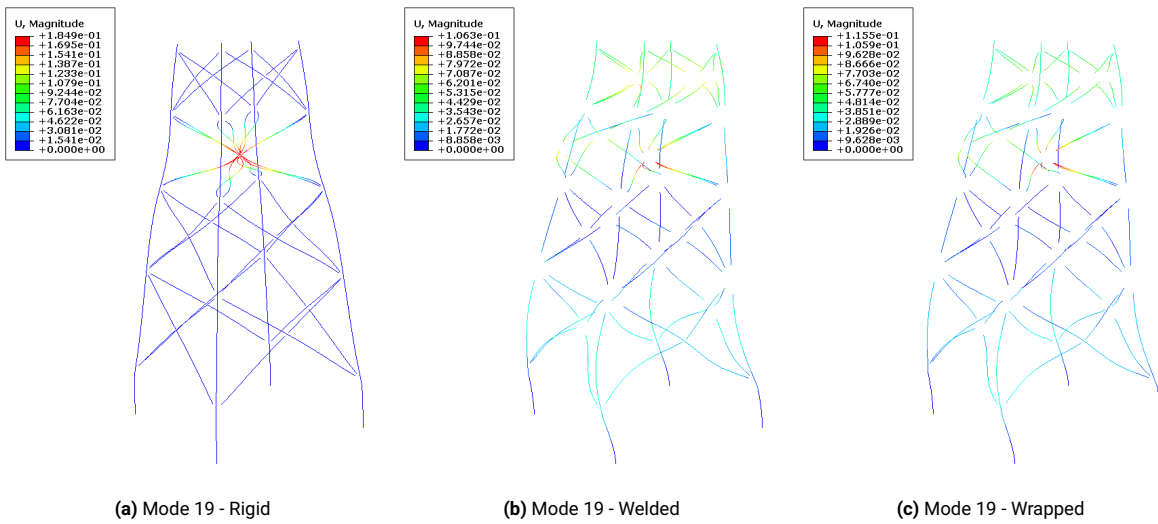 U, Magnitude
+1.849e-01
+1.695e-01
+1.541e-01
+1.387e-01
+1.233e-01
+1.079e-01
+9.244e-02
+7.704e-02
+6.163e-02
+4.622e-02
+3.081e-02
+1.541e-02
+0.000e+00
U, Magnitude
+1.063e-01
+9.744e-02
+8.858e-02
+7.972e-02
+7.087e-02
+6.201e-02
+5.315e-02
+4.429e-02
+3.543e-02
+2.657e-02
+1.772e-02
+8.858e-03
+0.000e+00
U, Magnitude
+1.155e-01
+1.059e-01
+9.628e-02
+8.666e-02
+7.703e-02
+6.740e-02
+5.777e-02
+4.814e-02
+3.851e-02
+2.889e-02
+1.926e-02
+9.628e-03
+0.000e+00
(a) Mode 19 - Rigid
(b) Mode 19 - Welded
(c) Mode 19 - Wrapped